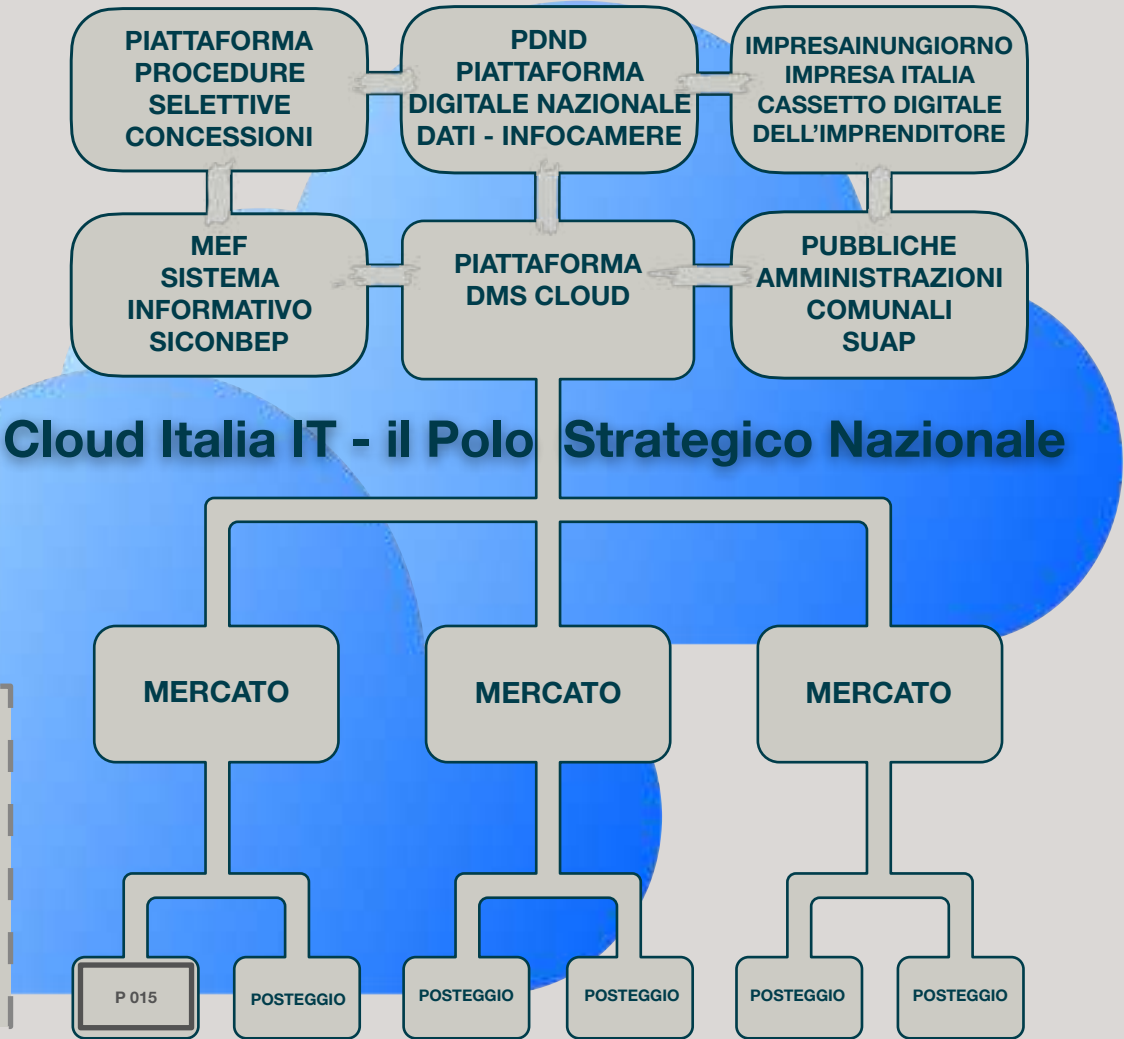 PIATTAFORMA
PROCEDURE
SELETTIVE
CONCESSIONI
PDND
PIATTAFORMA
DIGITALE NAZIONALE
DATI - INFOCAMERE
IMPRESAINUNGIORNO
IMPRESA ITALIA
CASSETTO DIGITALE
DELL'IMPRENDITORE
MEF
SISTEMA
INFORMATIVO
SICONBEP
PIATTAFORMA
DMS CLOUD
PUBBLICHE
AMMINISTRAZIONI
COMUNALI
SUAP
Cloud Italia IT - il Polo Strategico Nazionale
MERCATO
MERCATO
MERCATO
P 015
POSTEGGIO
POSTEGGIO
POSTEGGIO
POSTEGGIO
POSTEGGIO